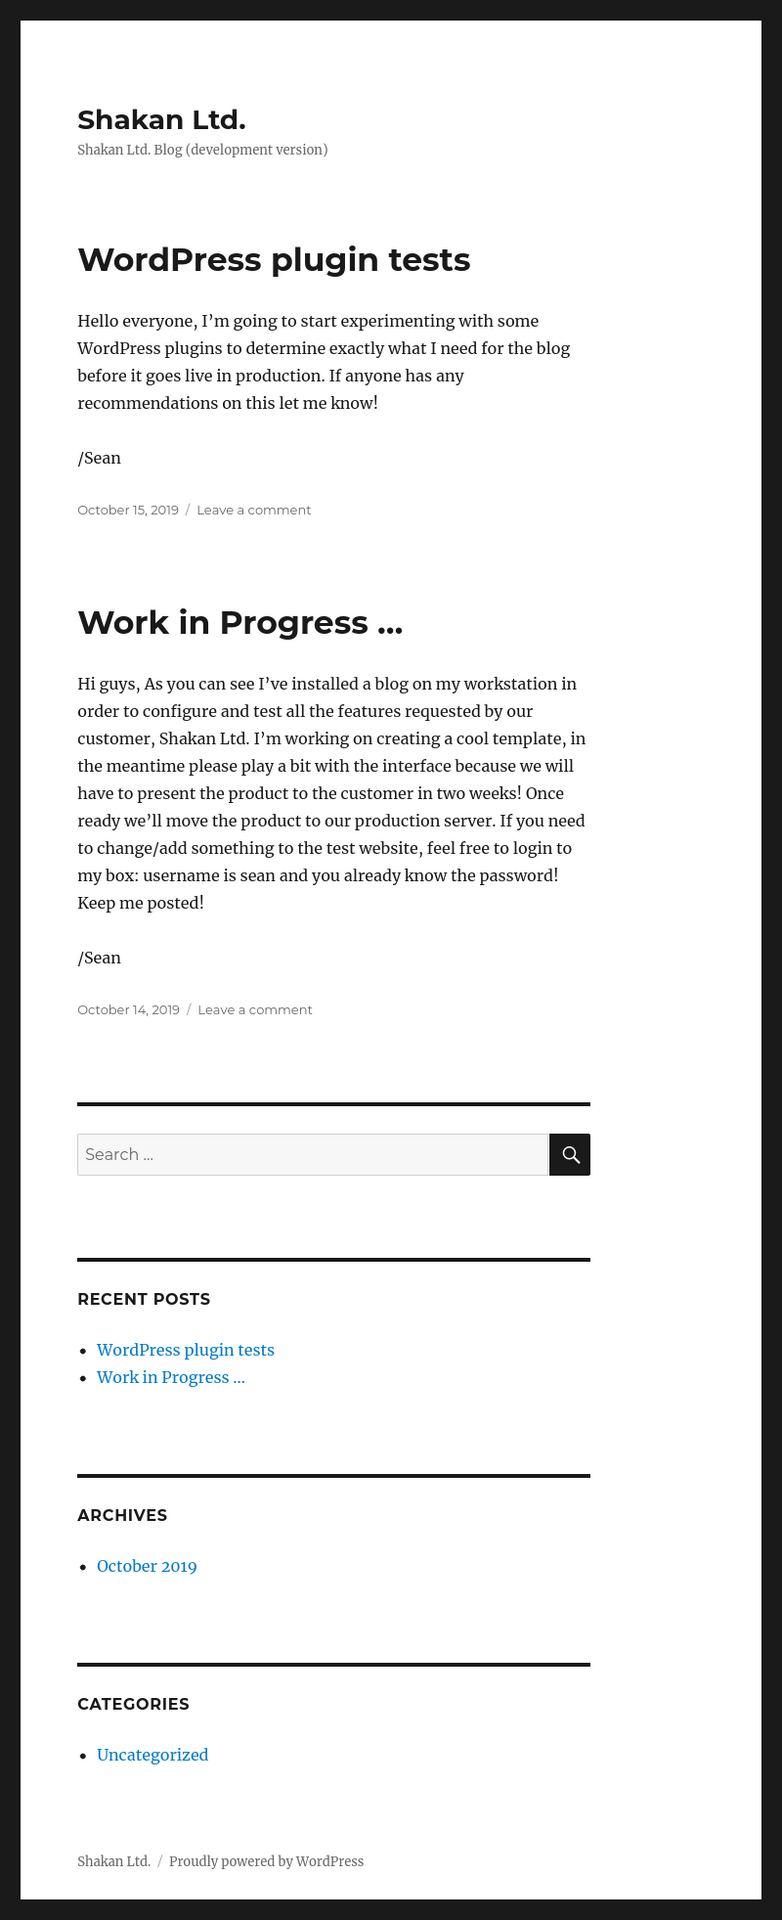 Shakan Ltd.
Shakan Ltd. Blog (development version)
WordPress plugin tests
Hello everyone, I’m going to start experimenting with some
WordPress plugins to determine exactly what I need for the blog
before it goes live in production. If anyone has any
recommendations on this let me know!
/Sean
October 15, 2019 / Leave a comment
Work in Progress …
Hi guys, As you can see I’ve installed a blog on my workstation in
order to configure and test all the features requested by our
customer, Shakan Ltd. I’m working on creating a cool template, in
the meantime please play a bit with the interface because we will
have to present the product to the customer in two weeks! Once
ready we’ll move the product to our production server. If you need
to change/add something to the test website, feel free to login to
my box: username is sean and you already know the password!
Keep me posted!
/Sean
October 14, 2019 / Leave a comment
Search …
RECENT POSTS
• WordPress plugin tests
• Work in Progress …
ARCHIVES
• October 2019
CATEGORIES
• Uncategorized
Shakan Ltd. / Proudly powered by WordPress